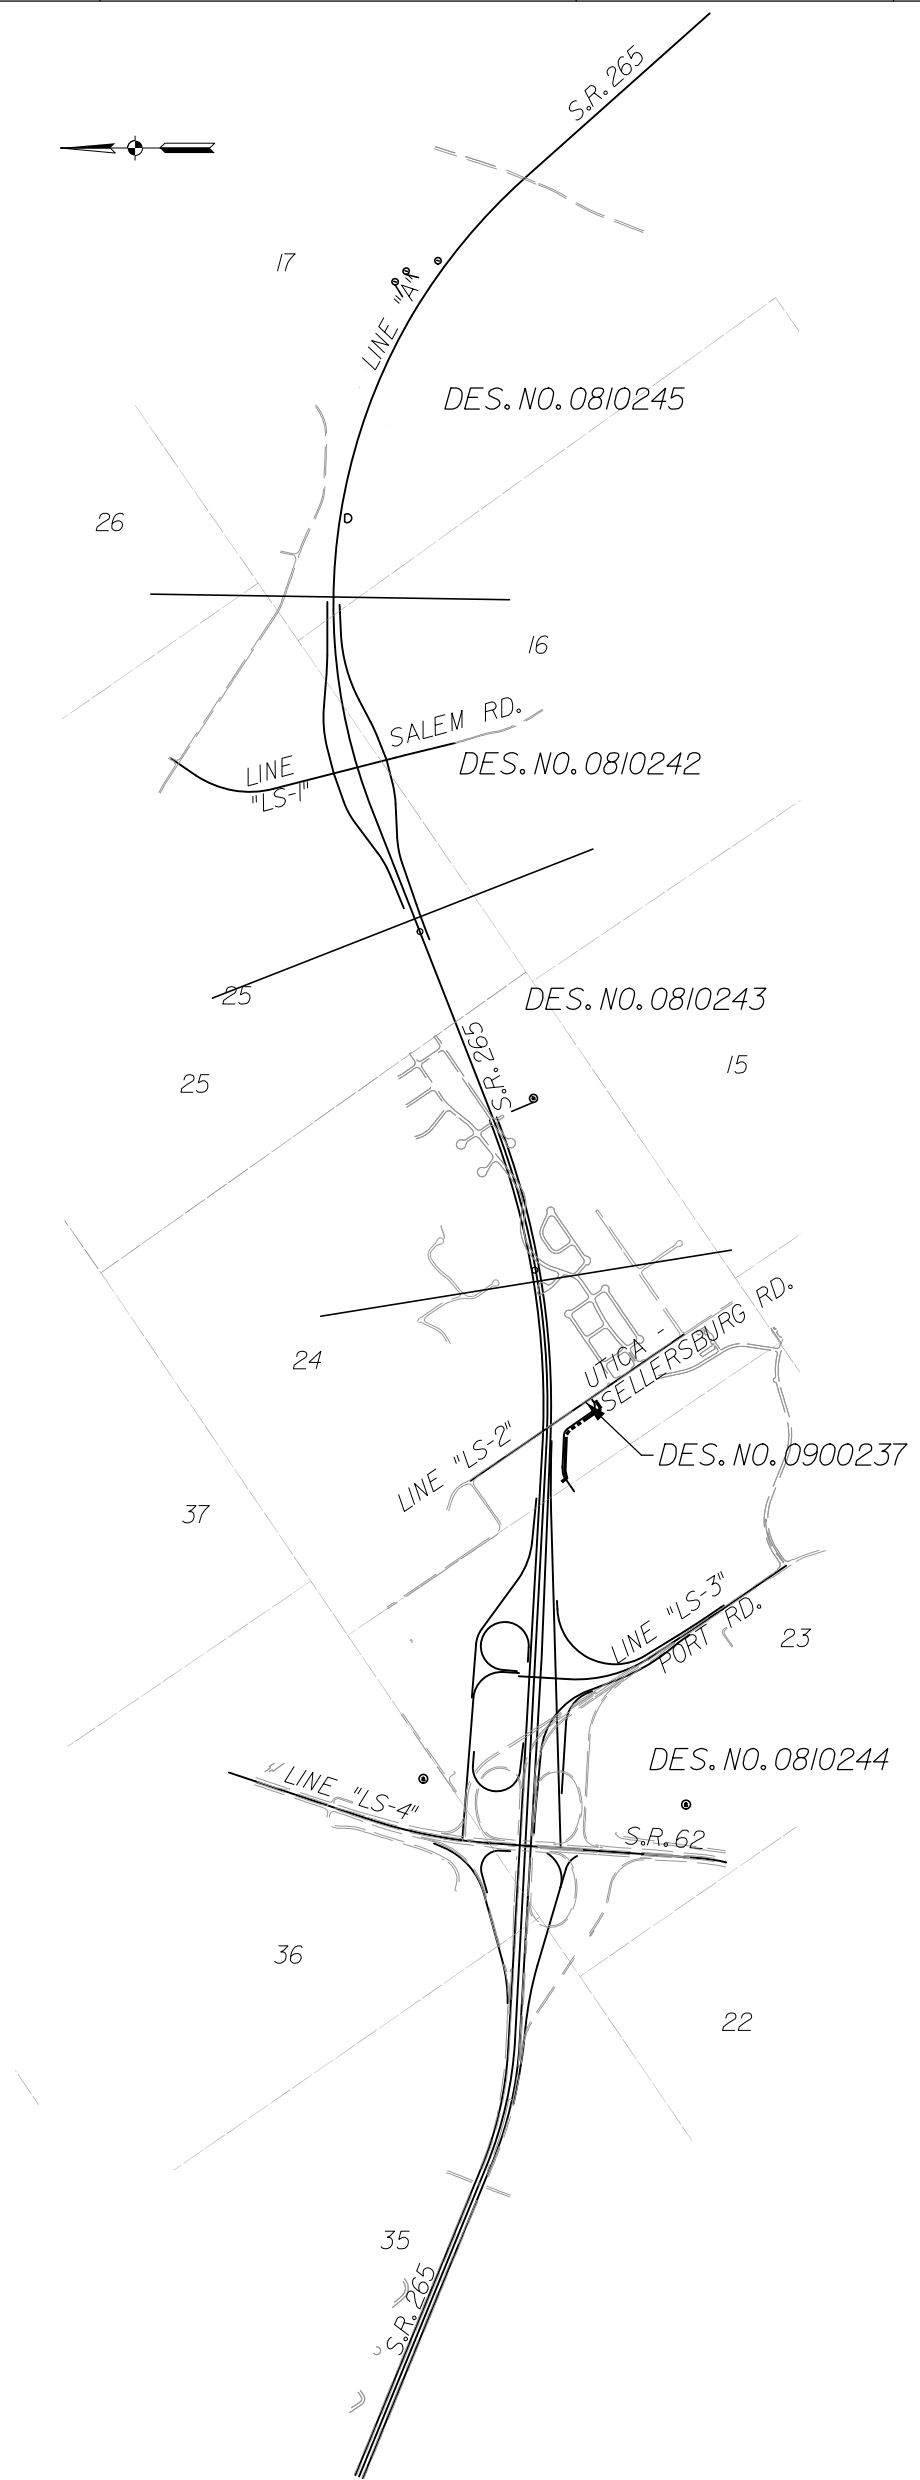 S.R. 265
17
LINE "A"
DES. NO. 0810245
26
16
SALEM RD.
LINE
"LS-1"
DES. NO. 0810242
25
DES. NO. 0810243
S.R. 265
15
25
UTICA -
SELLERSBURG RD.
24
LINE "LS-2"
DES. NO. 0900237
37
LINE "LS-3"
PORT RD.
23
DES. NO. 0810244
LINE "LS-4"
S.R. 62
36
22
35
S.R. 265